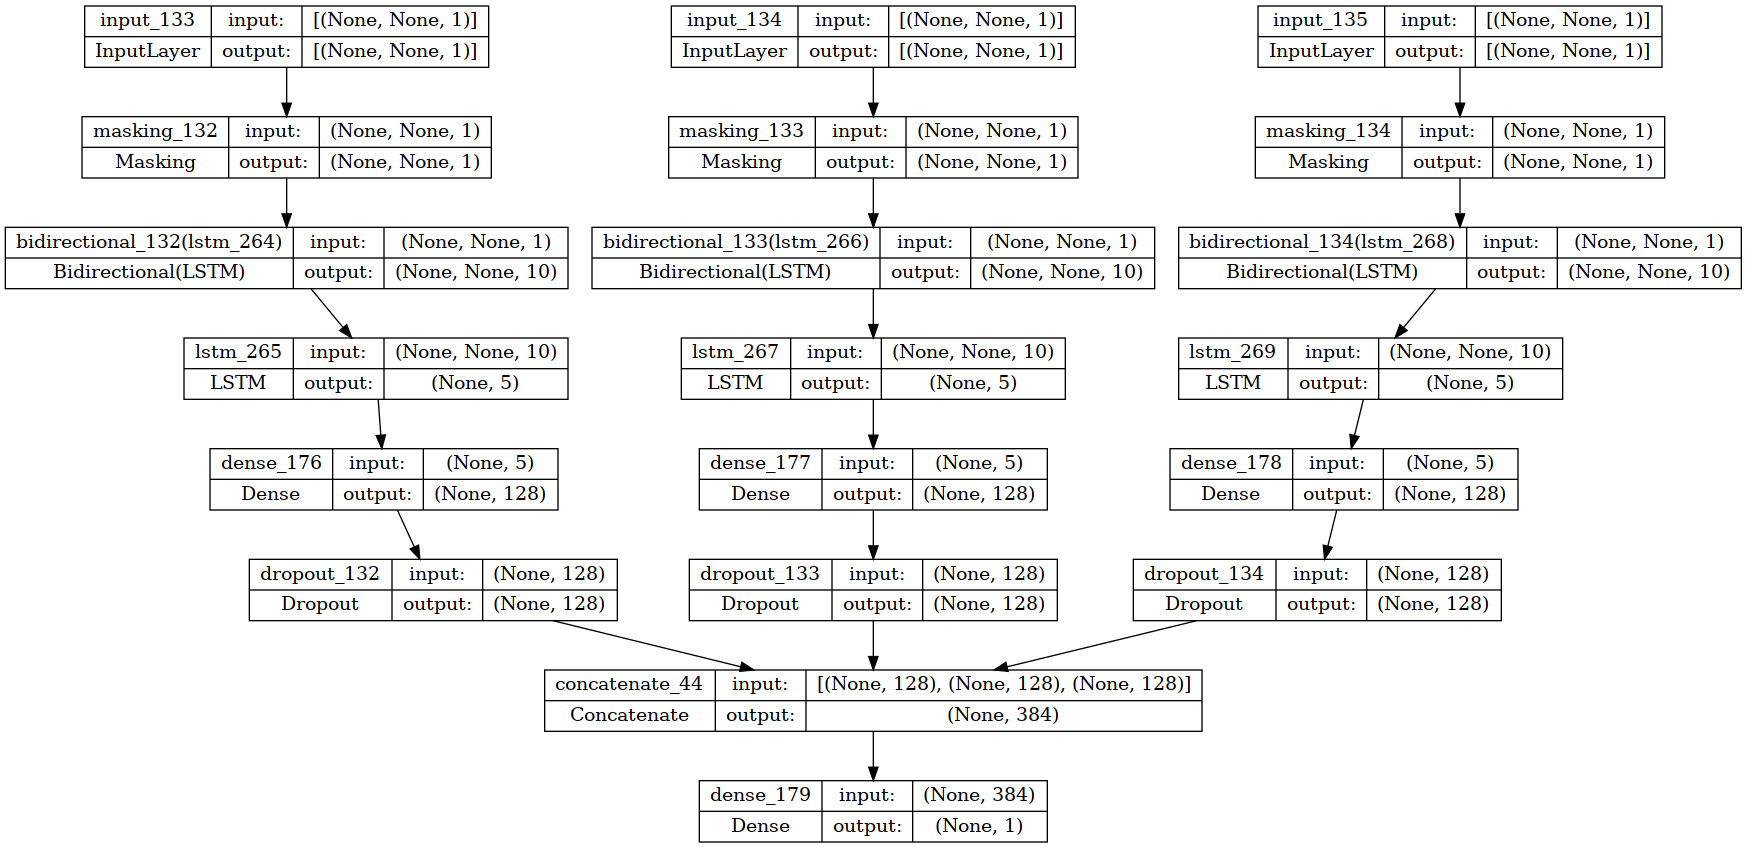 input_133 input: [(None, None, 1)]
InputLayer output: [(None, None, 1)]
input_134 input: [(None, None, 1)]
InputLayer output: [(None, None, 1)]
input_135 input: [(None, None, 1)]
InputLayer output: [(None, None, 1)]
masking_132 input: (None, None, 1)
Masking output: (None, None, 1)
masking_133 input: (None, None, 1)
Masking output: (None, None, 1)
masking_134 input: (None, None, 1)
Masking output: (None, None, 1)
bidirectional_132(lstm_264) input: (None, None, 1)
Bidirectional(LSTM) output: (None, None, 10)
bidirectional_133(lstm_266) input: (None, None, 1)
Bidirectional(LSTM) output: (None, None, 10)
bidirectional_134(lstm_268) input: (None, None, 1)
Bidirectional(LSTM) output: (None, None, 10)
lstm_265 input: (None, None, 10)
LSTM output: (None, 5)
lstm_267 input: (None, None, 10)
LSTM output: (None, 5)
lstm_269 input: (None, None, 10)
LSTM output: (None, 5)
dense_176 input: (None, 5)
Dense output: (None, 128)
dense_177 input: (None, 5)
Dense output: (None, 128)
dense_178 input: (None, 5)
Dense output: (None, 128)
dropout_132 input: (None, 128)
Dropout output: (None, 128)
dropout_133 input: (None, 128)
Dropout output: (None, 128)
dropout_134 input: (None, 128)
Dropout output: (None, 128)
concatenate_44 input: [(None, 128), (None, 128), (None, 128)]
Concatenate output: (None, 384)
dense_179 input: (None, 384)
Dense output: (None, 1)